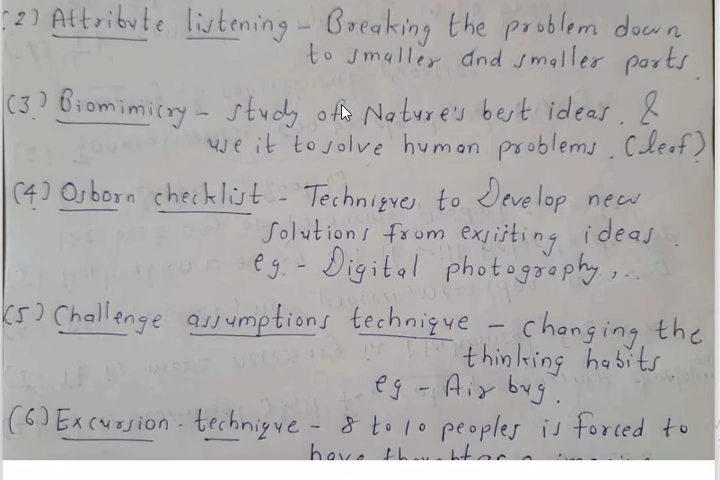 (2) Attribute listening - Breaking the problem down
to smaller and smaller parts.
(3) Biomimicry - study of Nature's best ideas. &
use it to solve human problems. (leaf)
(4) Osborn checklist - Techniques to Develop new
solutions from exsisting ideas.
eg. - Digital photography,..
(5) Challenge assumptions technique - changing the
thinking habits
eg - Air bug.
(6) Excursion technique - 8 to 10 peoples is forced to
have